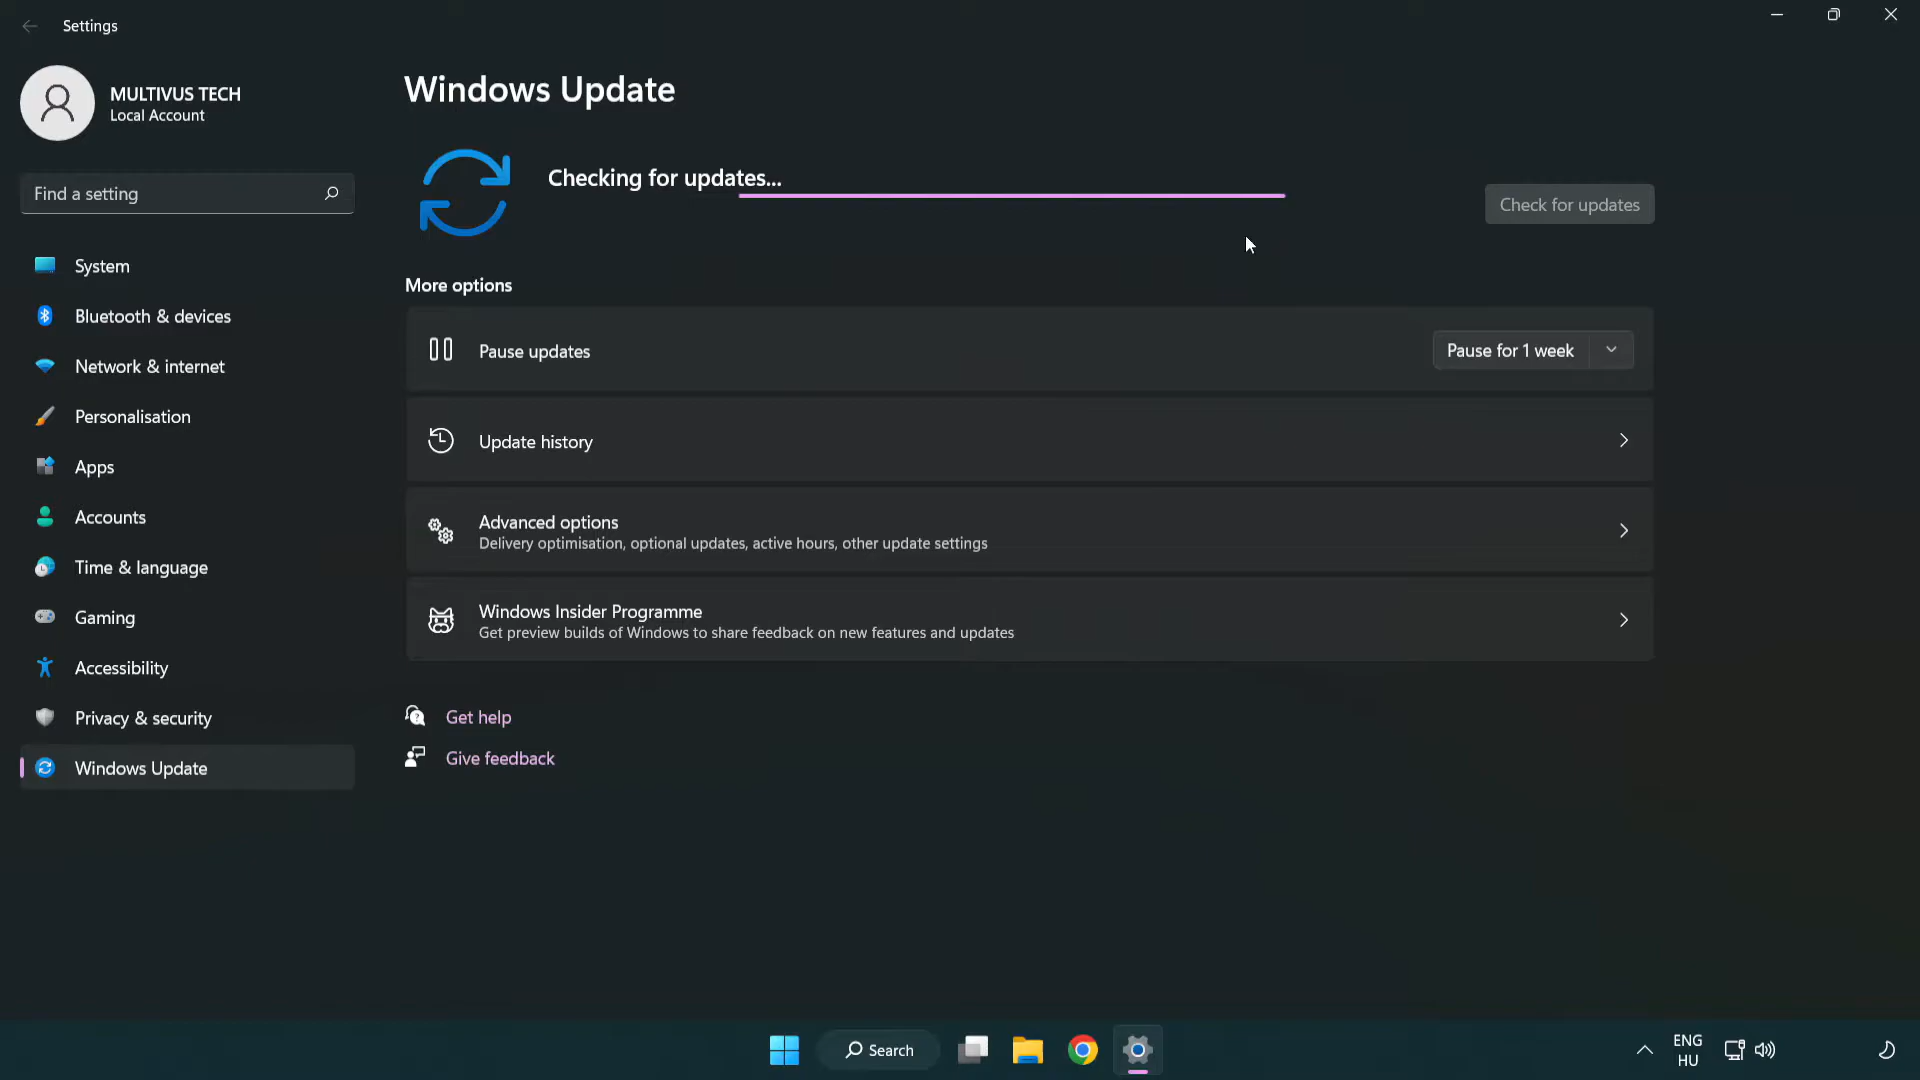 Settings
MULTIVUS TECH
Local Account
Find a setting
System
Bluetooth & devices
Network & internet
Personalisation
Apps
Accounts
Time & language
Gaming
Accessibility
Privacy & security
Windows Update
Windows Update
Checking for updates...
Check for updates
More options
Pause updates
Pause for 1 week
Update history
Advanced options
Delivery optimisation, optional updates, active hours, other update settings
Windows Insider Programme
Get preview builds of Windows to share feedback on new features and updates
Get help
Give feedback
Search
ENG
HU